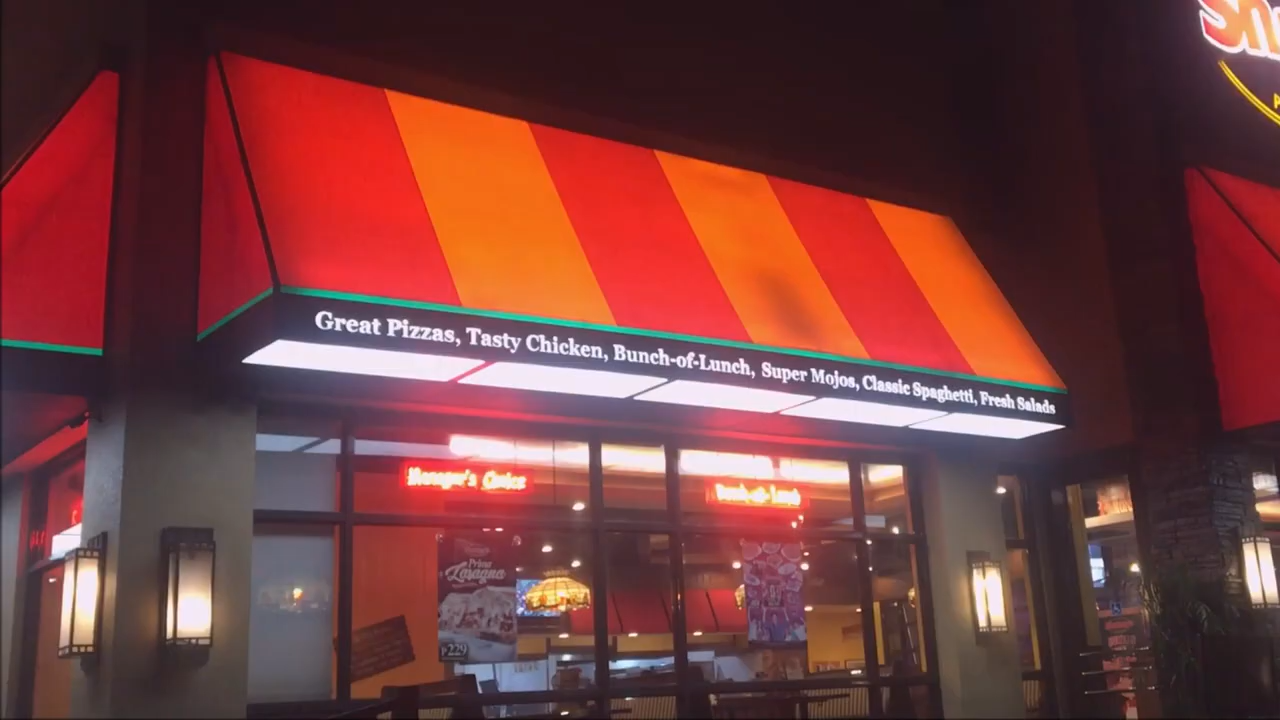 Great Pizzas, Tasty Chicken, Bunch-of-Lunch, Super Mojos, Classic Spaghetti, Fresh Salads
Manager's Choice
Bunch-of-Lunch
Prima
Lasagna
₱229